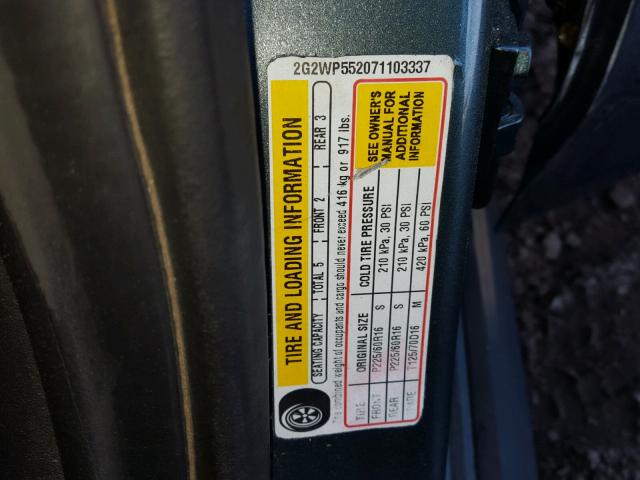 2G2WP552071103337
TIRE AND LOADING INFORMATION
SEATING CAPACITY TOTAL 5 FRONT 2 REAR 3
The combined weight of occupants and cargo should never exceed 416 kg or 917 lbs.
TIRE ORIGINAL SIZE COLD TIRE PRESSURE
FRONT P225/60R16 S 210 kPa, 30 PSI
REAR P225/60R16 S 210 kPa, 30 PSI
SPARE T125/70D16 M 420 kPa, 60 PSI
SEE OWNER'S
MANUAL FOR
ADDITIONAL
INFORMATION